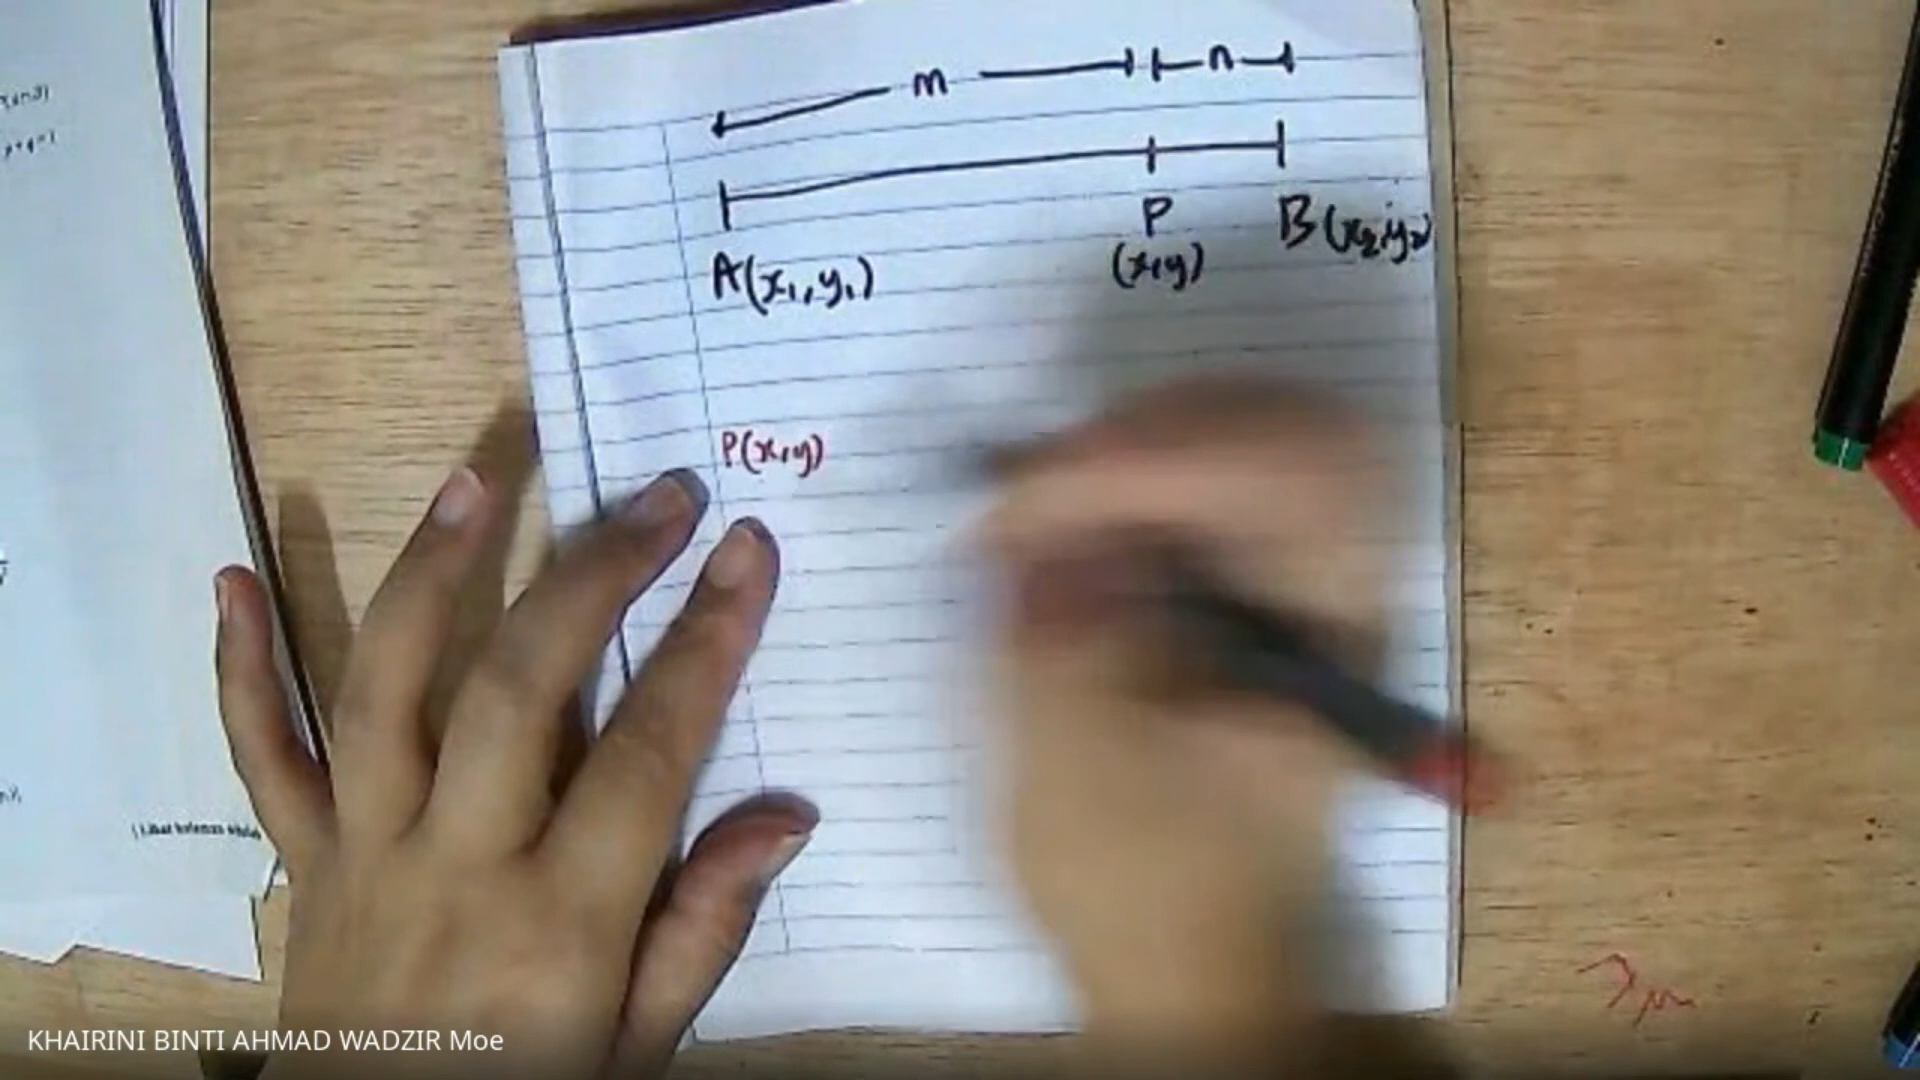 m n
A(x₁, y₁)
P
(x, y)
B(x₂, y₂)
P(x, y)
KHAIRINI BINTI AHMAD WADZIR Moe